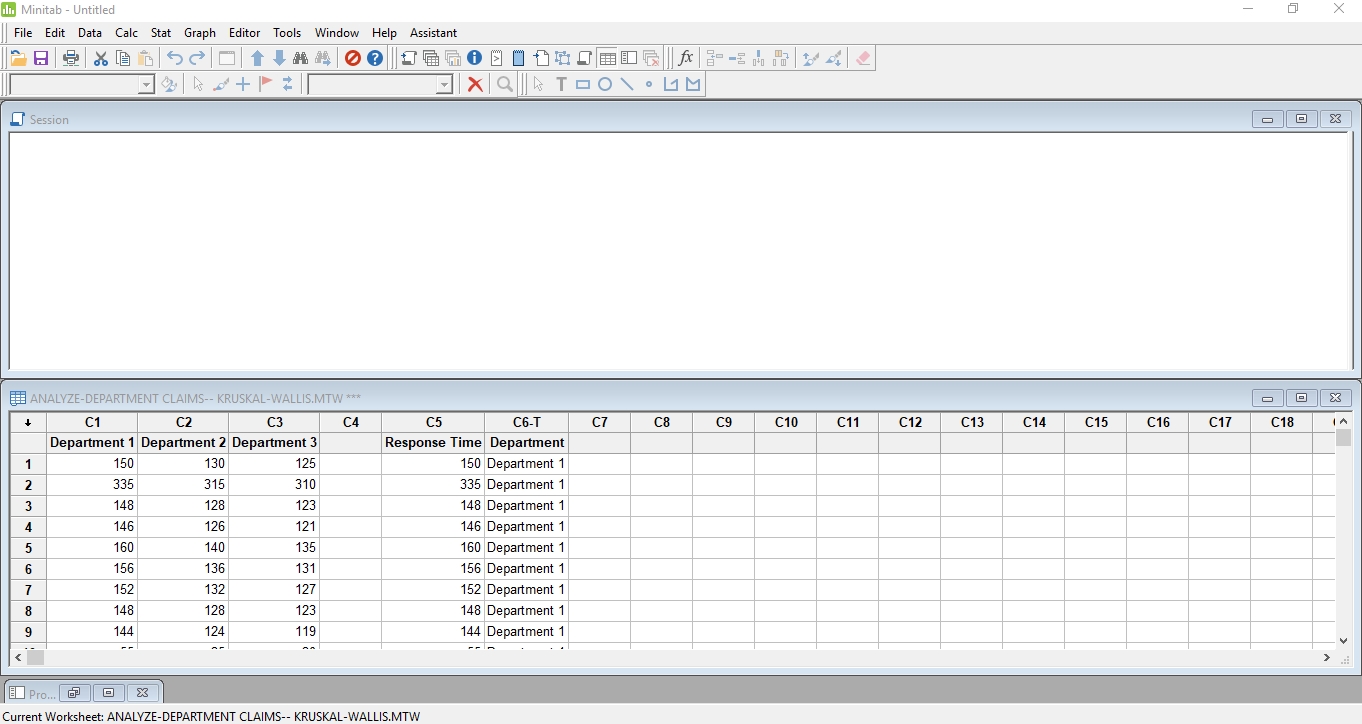 Minitab - Untitled
File Edit Data Calc Stat Graph Editor Tools Window Help Assistant
Session
ANALYZE-DEPARTMENT CLAIMS-- KRUSKAL-WALLIS.MTW ***
C1 C2 C3 C4 C5 C6-T C7 C8 C9 C10 C11 C12 C13 C14 C15 C16 C17 C18
Department 1 Department 2 Department 3 Response Time Department
1 150 130 125 150 Department 1
2 335 315 310 335 Department 1
3 148 128 123 148 Department 1
4 146 126 121 146 Department 1
5 160 140 135 160 Department 1
6 156 136 131 156 Department 1
7 152 132 127 152 Department 1
8 148 128 123 148 Department 1
9 144 124 119 144 Department 1
Pro...
Current Worksheet: ANALYZE-DEPARTMENT CLAIMS-- KRUSKAL-WALLIS.MTW